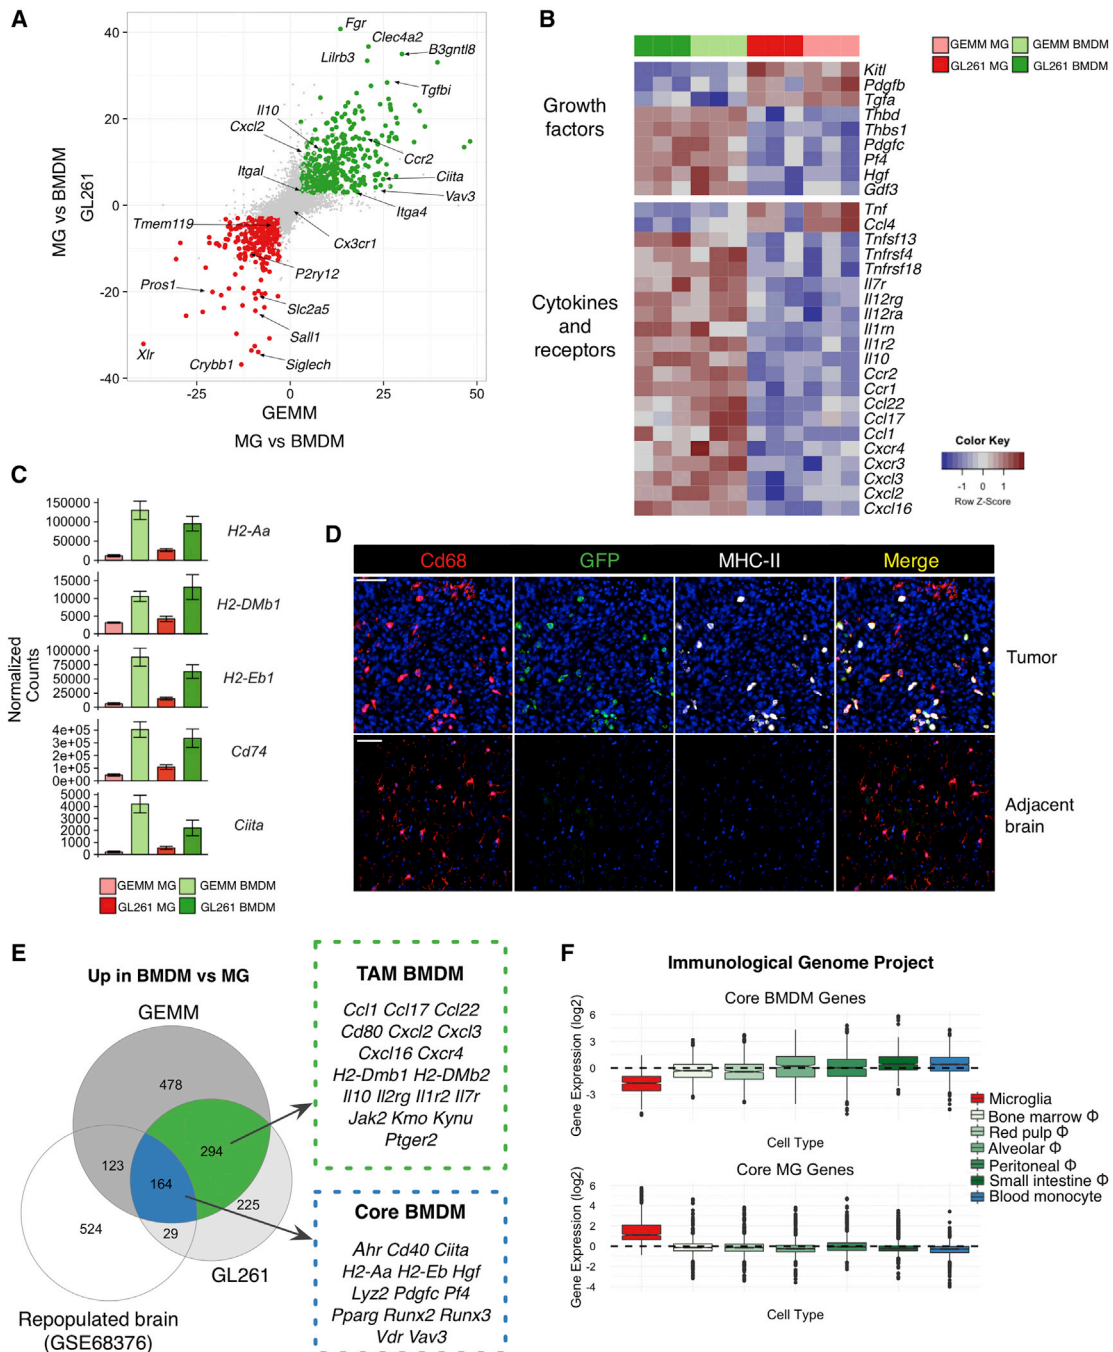 A
40
20
0
-20
-40
MG vs BMDM
GL261
Fgr
Clec4a2
B3gntl8
Lilrb3
Tgfbi
Il10
Cxcl2
Ccr2
Itgal
Ciita
Vav3
Itga4
Tmem119
Cx3cr1
P2ry12
Pros1
Slc2a5
Sall1
Xlr
Crybb1
Siglech
-25
0
25
50
GEMM
MG vs BMDM
B
GEMM MG
GEMM BMDM
GL261 MG
GL261 BMDM
Growth
factors
Kitl
Pdgfb
Tgfa
Thbd
Thbs1
Pdgfc
Pf4
Hgf
Gdf3
Cytokines
and
receptors
Tnf
Ccl4
Tnfsf13
Tnfrsf4
Tnfrsf18
Il7r
Il12rg
Il12ra
Il1rn
Il1r2
Il10
Ccr2
Ccr1
Ccl22
Ccl17
Ccl1
Cxcr4
Cxcr3
Cxcl3
Cxcl2
Cxcl16
Color Key
-1 0 1
Row Z-Score
C
Normalized
Counts
150000
100000
50000
0
H2-Aa
15000
10000
5000
0
H2-DMb1
100000
75000
50000
25000
0
H2-Eb1
4e+05
3e+05
2e+05
1e+05
0e+00
Cd74
5000
4000
3000
2000
1000
0
Ciita
GEMM MG
GEMM BMDM
GL261 MG
GL261 BMDM
D
Cd68 GFP MHC-II Merge
Tumor
Adjacent
brain
E
Up in BMDM vs MG
GEMM
478
294
123
164
225
524
29
GL261
Repopulated brain
(GSE68376)
TAM BMDM
Ccl1 Ccl17 Ccl22
Cd80 Cxcl2 Cxcl3
Cxcl16 Cxcr4
H2-Dmb1 H2-DMb2
Il10 Il2rg Il1r2 Il7r
Jak2 Kmo Kynu
Ptger2
Core BMDM
Ahr Cd40 Ciita
H2-Aa H2-Eb Hgf
Lyz2 Pdgfc Pf4
Pparg Runx2 Runx3
Vdr Vav3
F
Immunological Genome Project
Core BMDM Genes
Gene Expression (log2)
6
3
0
-3
Cell Type
Core MG Genes
Gene Expression (log2)
6
4
2
0
-2
-4
Cell Type
Microglia
Bone marrow Φ
Red pulp Φ
Alveolar Φ
Peritoneal Φ
Small intestine Φ
Blood monocyte